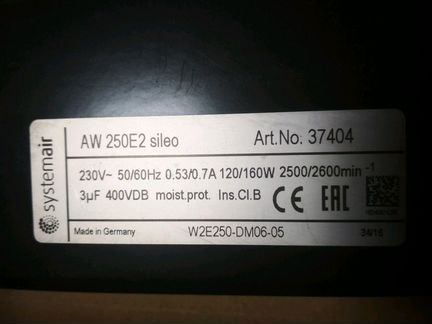 systemair
AW 250E2 sileo Art.No. 37404
230V~ 50/60Hz 0.53/0.7A 120/160W 2500/2600min⁻¹
3µF 400VDB moist.prot. Ins.Cl.B CE EAC
Made in Germany W2E250-DM06-05 34/16